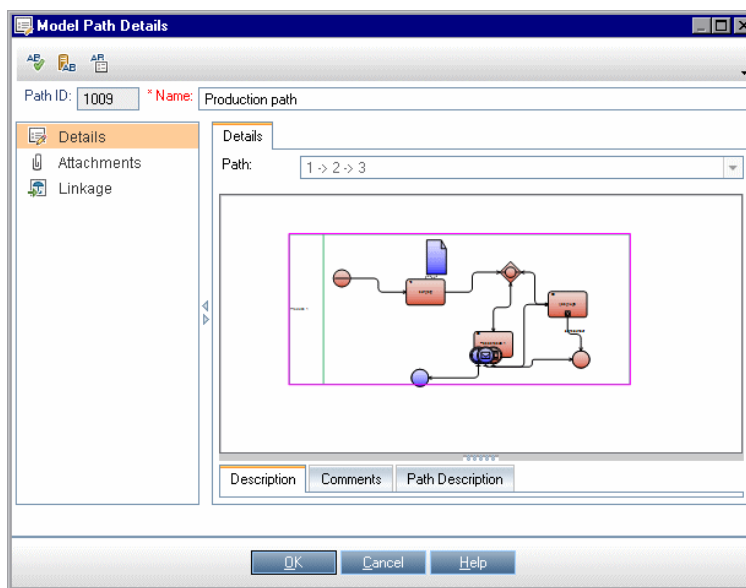 Model Path Details
Path ID: 1009 * Name: Production path
Details
Attachments
Linkage
Details
Path: 1 -> 2 -> 3
Description Comments Path Description
OK Cancel Help